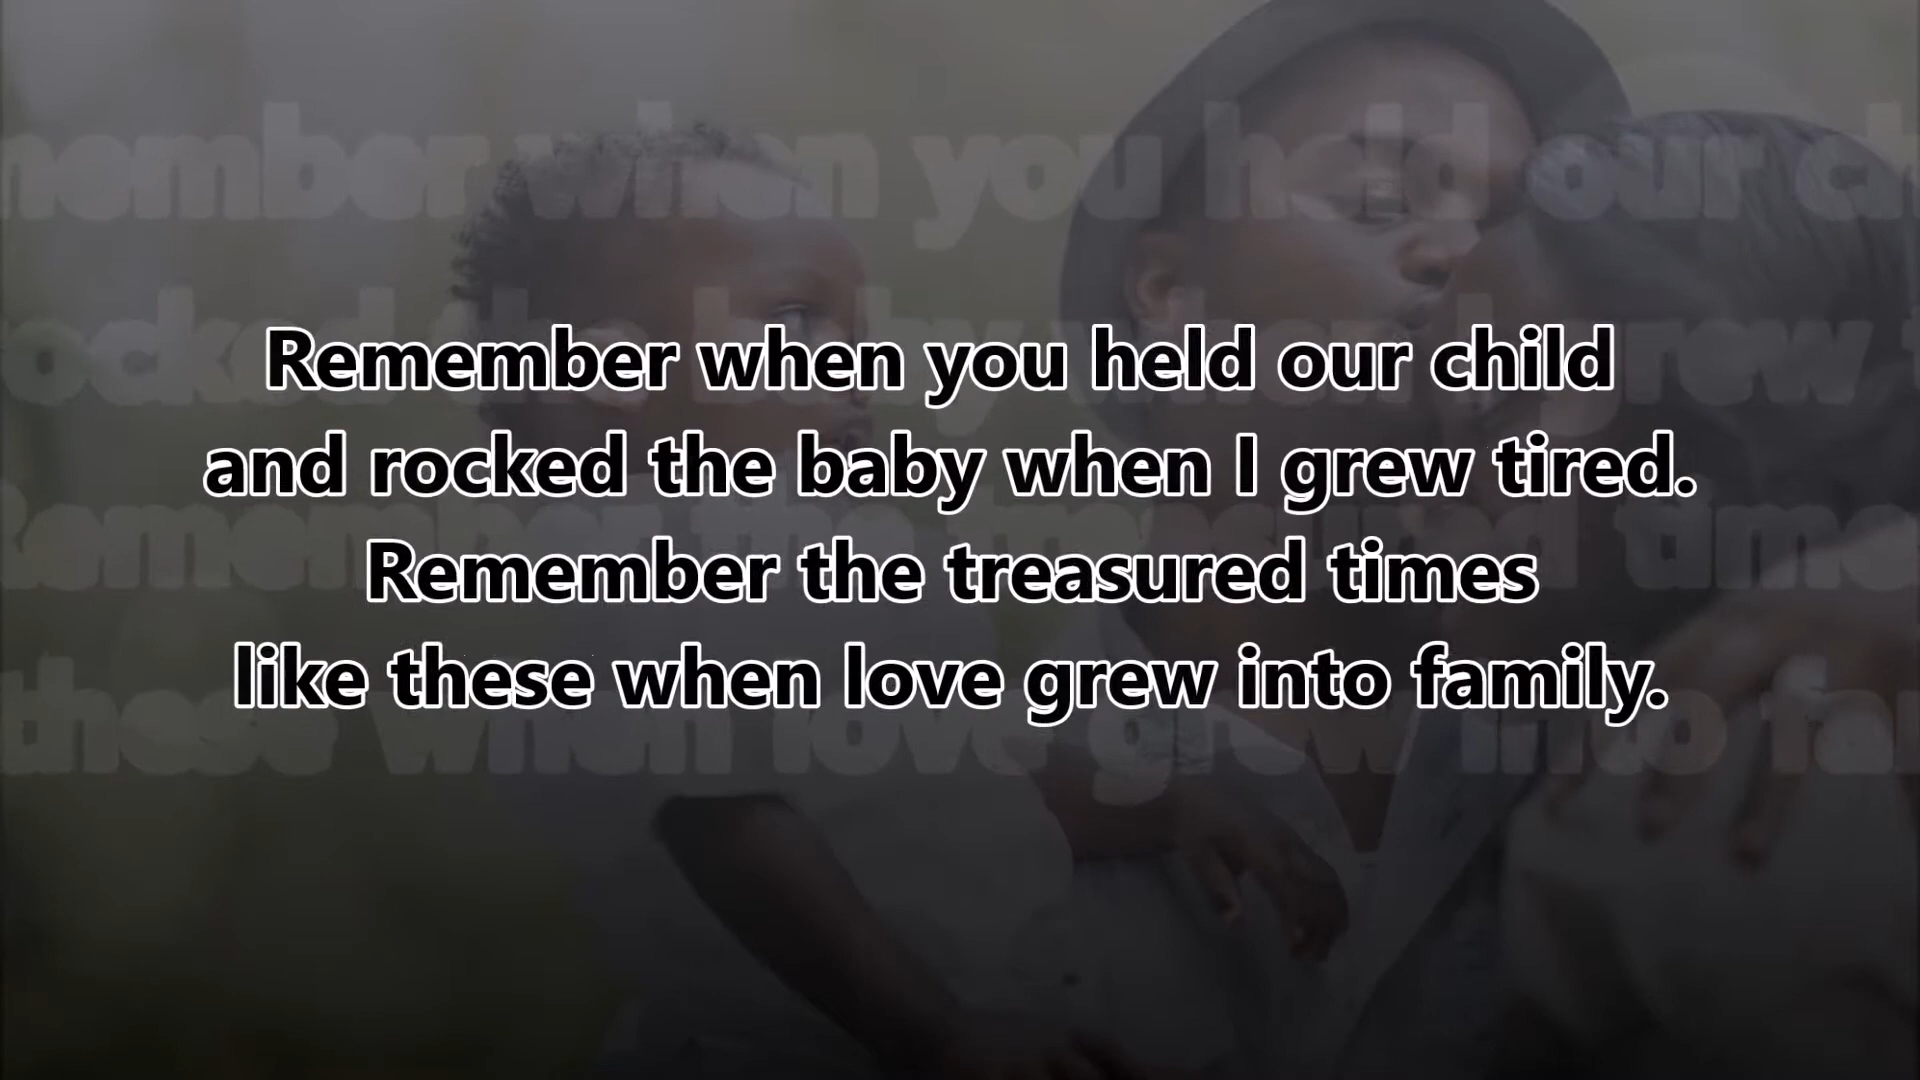 Remember when you held our child
and rocked the baby when I grew tired.
Remember the treasured times
like these when love grew into family.